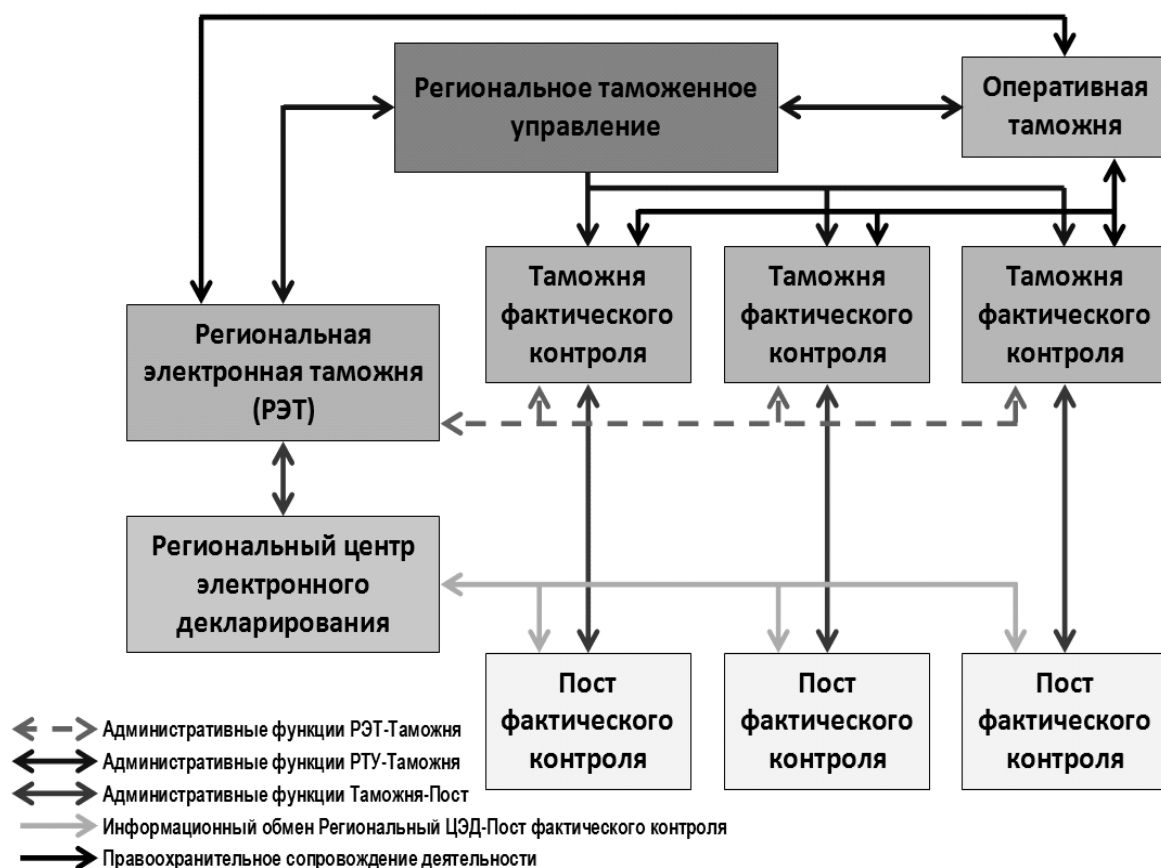 Региональное таможенное
управление
Оперативная
таможня
Таможня
фактического
контроля
Таможня
фактического
контроля
Таможня
фактического
контроля
Региональная
электронная таможня
(РЭТ)
Региональный центр
электронного
декларирования
Пост
фактического
контроля
Пост
фактического
контроля
Пост
фактического
контроля
Административные функции РЭТ-Таможня
Административные функции РТУ-Таможня
Административные функции Таможня-Пост
Информационный обмен Региональный ЦЭД-Пост фактического контроля
Правоохранительное сопровождение деятельности